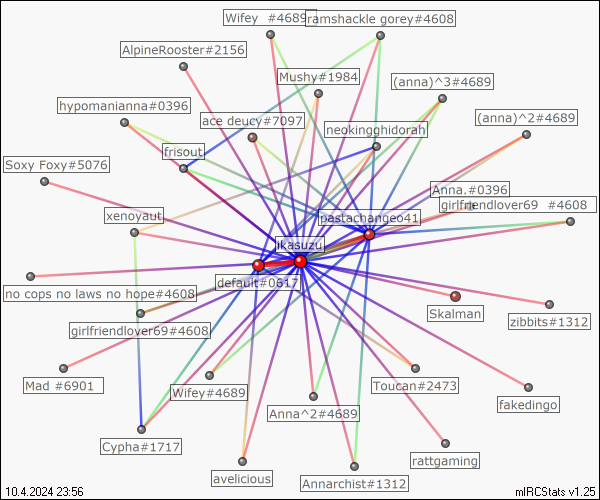 Wifey   #4689
ramshackle gorey#4608
AlpineRooster#2156
Mushy#1984
(anna)^3#4689
hypomanianna#0396
ace deucy#7097
(anna)^2#4689
neokingghidorah
frisout
Soxy Foxy#5076
Anna.#0396
girlfriendlover69   #4608
xenoyaut
pastachangeo41
ikasuzu
default#0617
no cops no laws no hope#4608
Skalman
zibbits#1312
girlfriendlover69#4608
Mad #6901
Wifey#4689
Toucan#2473
fakedingo
Anna^2#4689
Cypha#1717
rattgaming
avelicious
Annarchist#1312
10.4.2024 23:56
mIRCStats v1.25